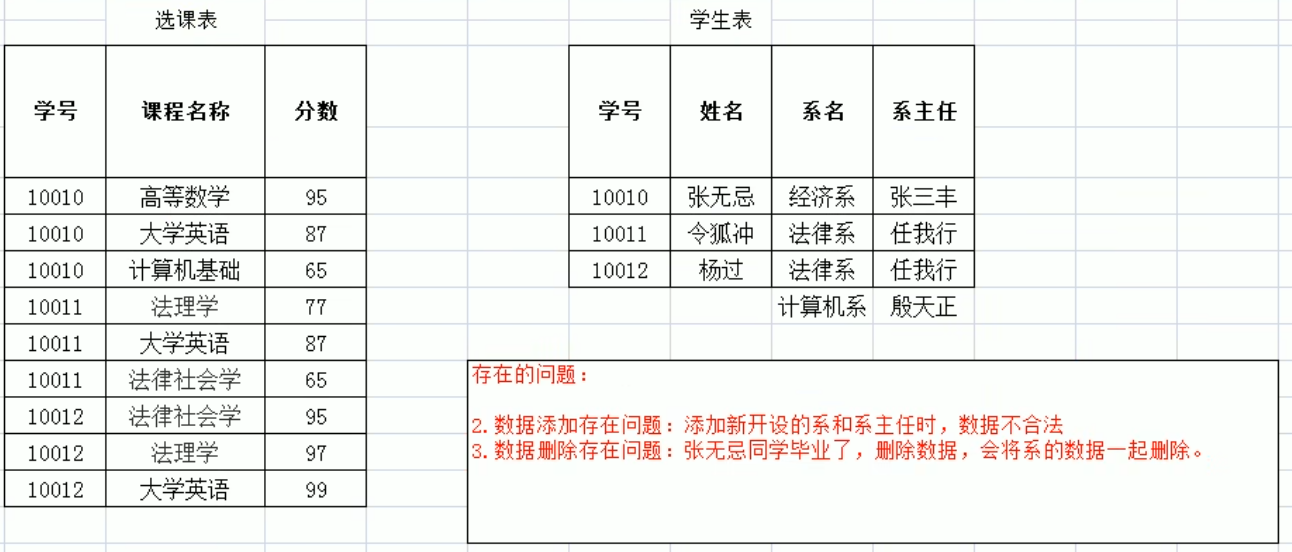 选课表
学号 课程名称 分数
10010 高等数学 95
10010 大学英语 87
10010 计算机基础 65
10011 法理学 77
10011 大学英语 87
10011 法律社会学 65
10012 法律社会学 95
10012 法理学 97
10012 大学英语 99
学生表
学号 姓名 系名 系主任
10010 张无忌 经济系 张三丰
10011 令狐冲 法律系 任我行
10012 杨过 法律系 任我行
计算机系 殷天正
存在的问题：
2.数据添加存在问题：添加新开设的系和系主任时，数据不合法
3.数据删除存在问题：张无忌同学毕业了，删除数据，会将系的数据一起删除。